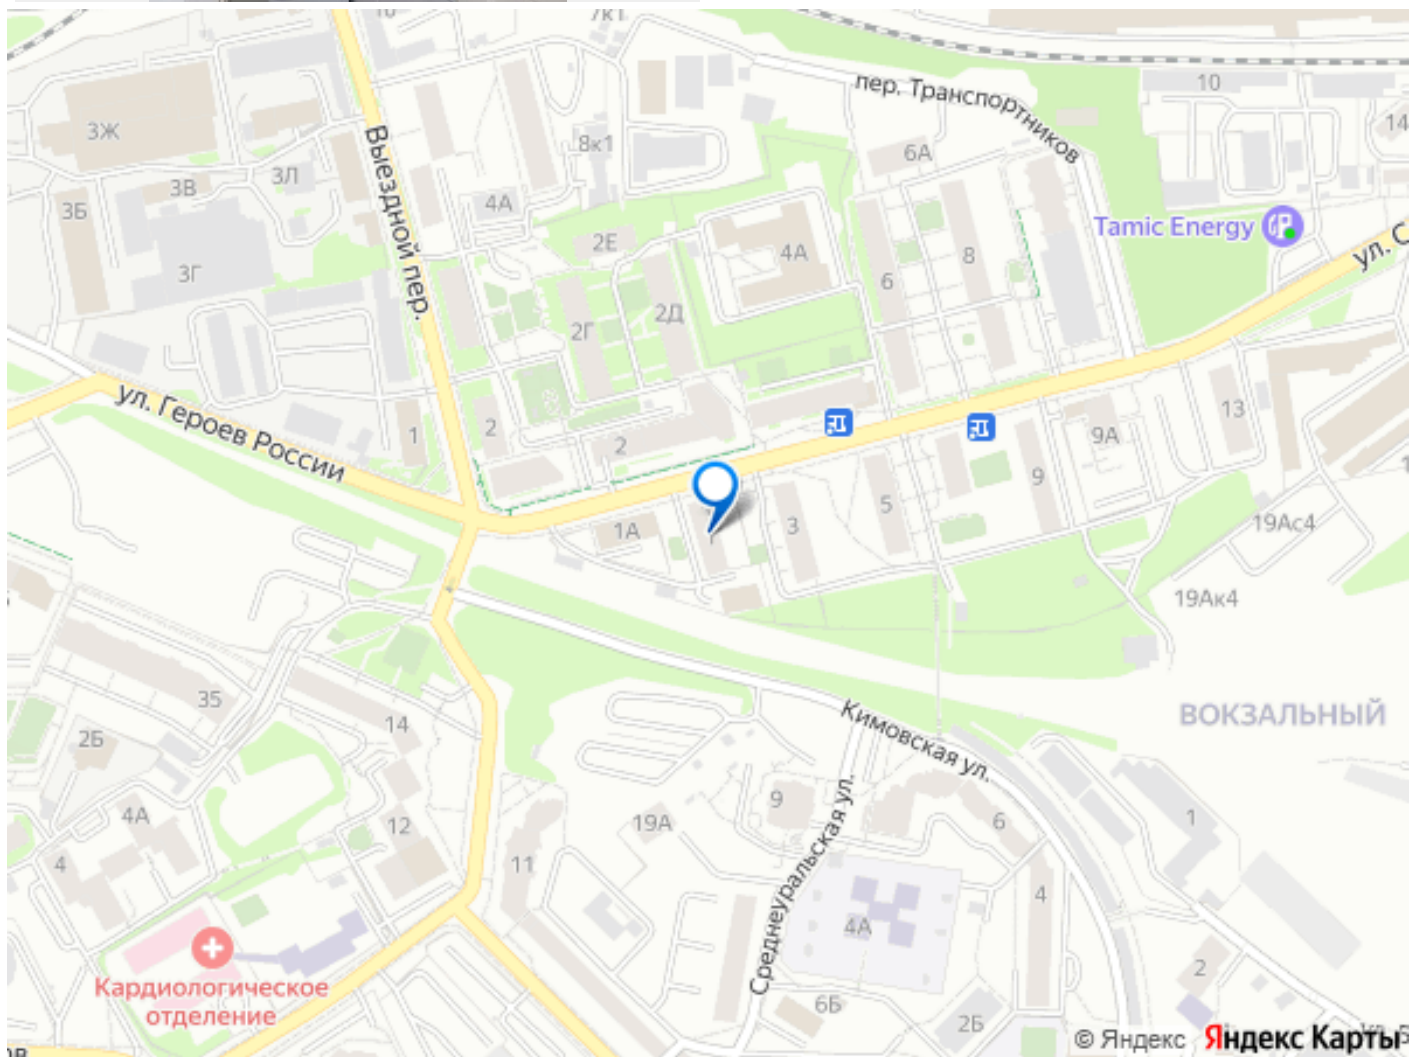 7к1
10
пер. Транспортников
10
14
3Ж
Выездной пер.
8к1
6А
3Л
3В
3Б
4А
2Е
4А
8
Tamic Energy
ул. С
3Г
6
2Г
2Д
ул. Героев России
1
2
2
13
9А
1А
3
5
9
19Ас4
19Ак4
35
14
2Б
ВОКЗАЛЬНЫЙ
Кимовская ул.
Среднеуральская ул.
9
19А
6
1
4А
12
4
11
4
4А
Кардиологическое
отделение
6Б
2Б
2
© Яндекс
Яндекс Карты